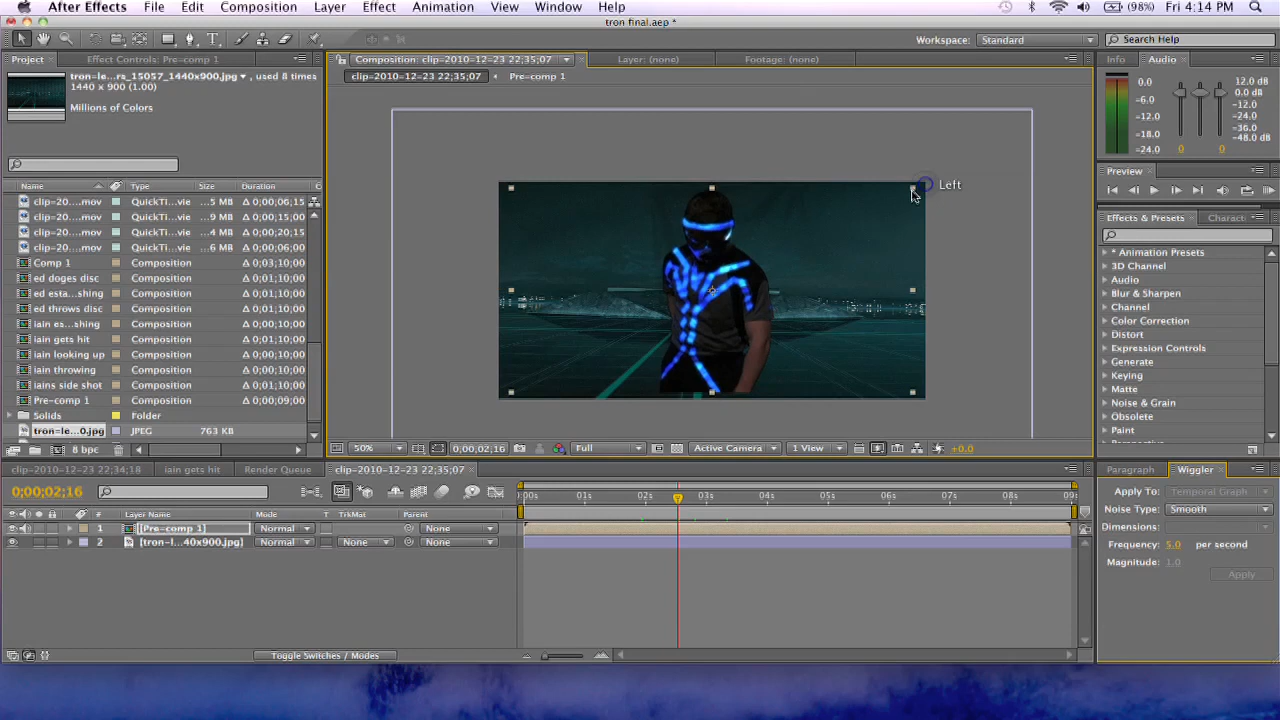 After Effects File Edit Composition Layer Effect Animation View Window Help (98%) Fri 4:14 PM
tron final.aep *
Workspace: Standard Search Help
Project Effect Controls: Pre-comp 1 Composition: clip=2010-12-23 22,35,07 Layer: (none) Footage: (none) Info Audio
tron=le...rs_15057_1440x900.jpg , used 8 times
1440 x 900 (1.00)
Millions of Colors
clip=2010-12-23 22,35,07 Pre-comp 1
0.0 12.0 dB
-6.0 0.0 dB
-12.0 -12.0
-24.0
-18.0 -36.0
-24.0 -48.0 dB
0 0
Preview
Left
Name Type Size Duration
clip=20....mov QuickTi...vie ...5 MB 0;00;06;15
clip=20....mov QuickTi...vie ...9 MB 0;00;15;00
clip=20....mov QuickTi...vie ...4 MB 0;00;20;15
clip=20....mov QuickTi...vie ...6 MB 0;00;06;00
Comp 1 Composition 0;03;10;00
ed doges disc Composition 0;01;10;00
ed esta...shing Composition 0;01;10;00
ed throws disc Composition 0;01;10;00
iain es...shing Composition 0;01;10;00
iain gets hit Composition 0;01;10;00
iain looking up Composition 0;01;10;00
iain throwing Composition 0;01;10;00
iains side shot Composition 0;01;10;00
Pre-comp 1 Composition 0;00;09;00
Solids Folder
tron=le...0.jpg JPEG 763 KB
8 bpc
Effects & Presets Charact
* Animation Presets
3D Channel
Audio
Blur & Sharpen
Channel
Color Correction
Distort
Expression Controls
Generate
Keying
Matte
Noise & Grain
Obsolete
Paint
50% 0;00;02;16 Full Active Camera 1 View +0.0
clip=2010-12-23 22,34,18 iain gets hit Render Queue clip=2010-12-23 22,35,07
Paragraph Wiggler
0;00;02;16
:00s 01s 02s 03s 04s 05s 06s 07s 08s 09s
# Layer Name Mode T TrkMat Parent
1 [Pre-comp 1] Normal None
2 [tron-l...40x900.jpg] Normal None None
Apply To: Temporal Graph
Noise Type: Smooth
Dimensions:
Frequency: 5.0 per second
Magnitude: 1.0
Apply
Toggle Switches / Modes